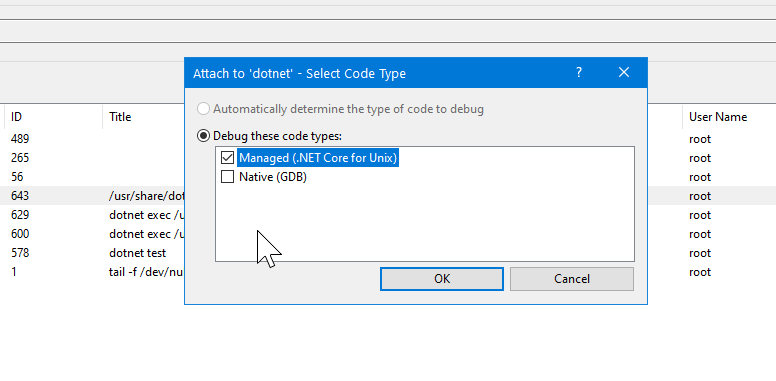 Attach to 'dotnet' - Select Code Type
?
Automatically determine the type of code to debug
Debug these code types:
Managed (.NET Core for Unix)
Native (GDB)
OK Cancel
ID Title User Name
489 root
265 root
56 root
643 /usr/share/dot root
629 dotnet exec /u root
600 dotnet exec /u root
578 dotnet test root
1 tail -f /dev/nu root